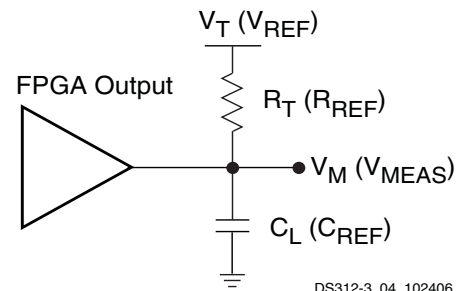 V_T (V_REF)
FPGA Output
R_T (R_REF)
V_M (V_MEAS)
C_L (C_REF)
DS312-3_04_102406